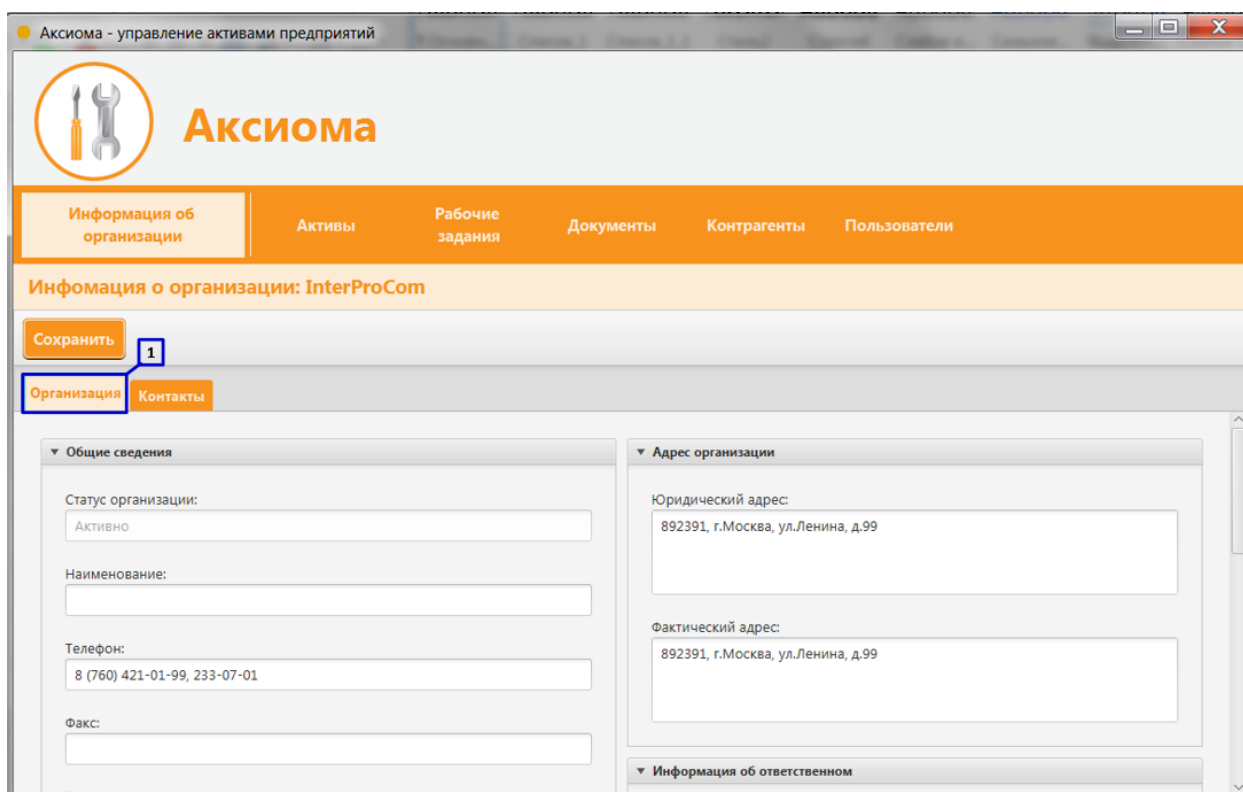 Аксиома - управление активами предприятий
Аксиома
Информация об
организации
Активы
Рабочие
задания
Документы
Контрагенты
Пользователи
Инфомация о организации: InterProCom
Сохранить
1
Организация
Контакты
Общие сведения
Статус организации:
Активно
Наименование:
Телефон:
8 (760) 421-01-99, 233-07-01
Факс:
Адрес организации
Юридический адрес:
892391, г.Москва, ул.Ленина, д.99
Фактический адрес:
892391, г.Москва, ул.Ленина, д.99
Информация об ответственном